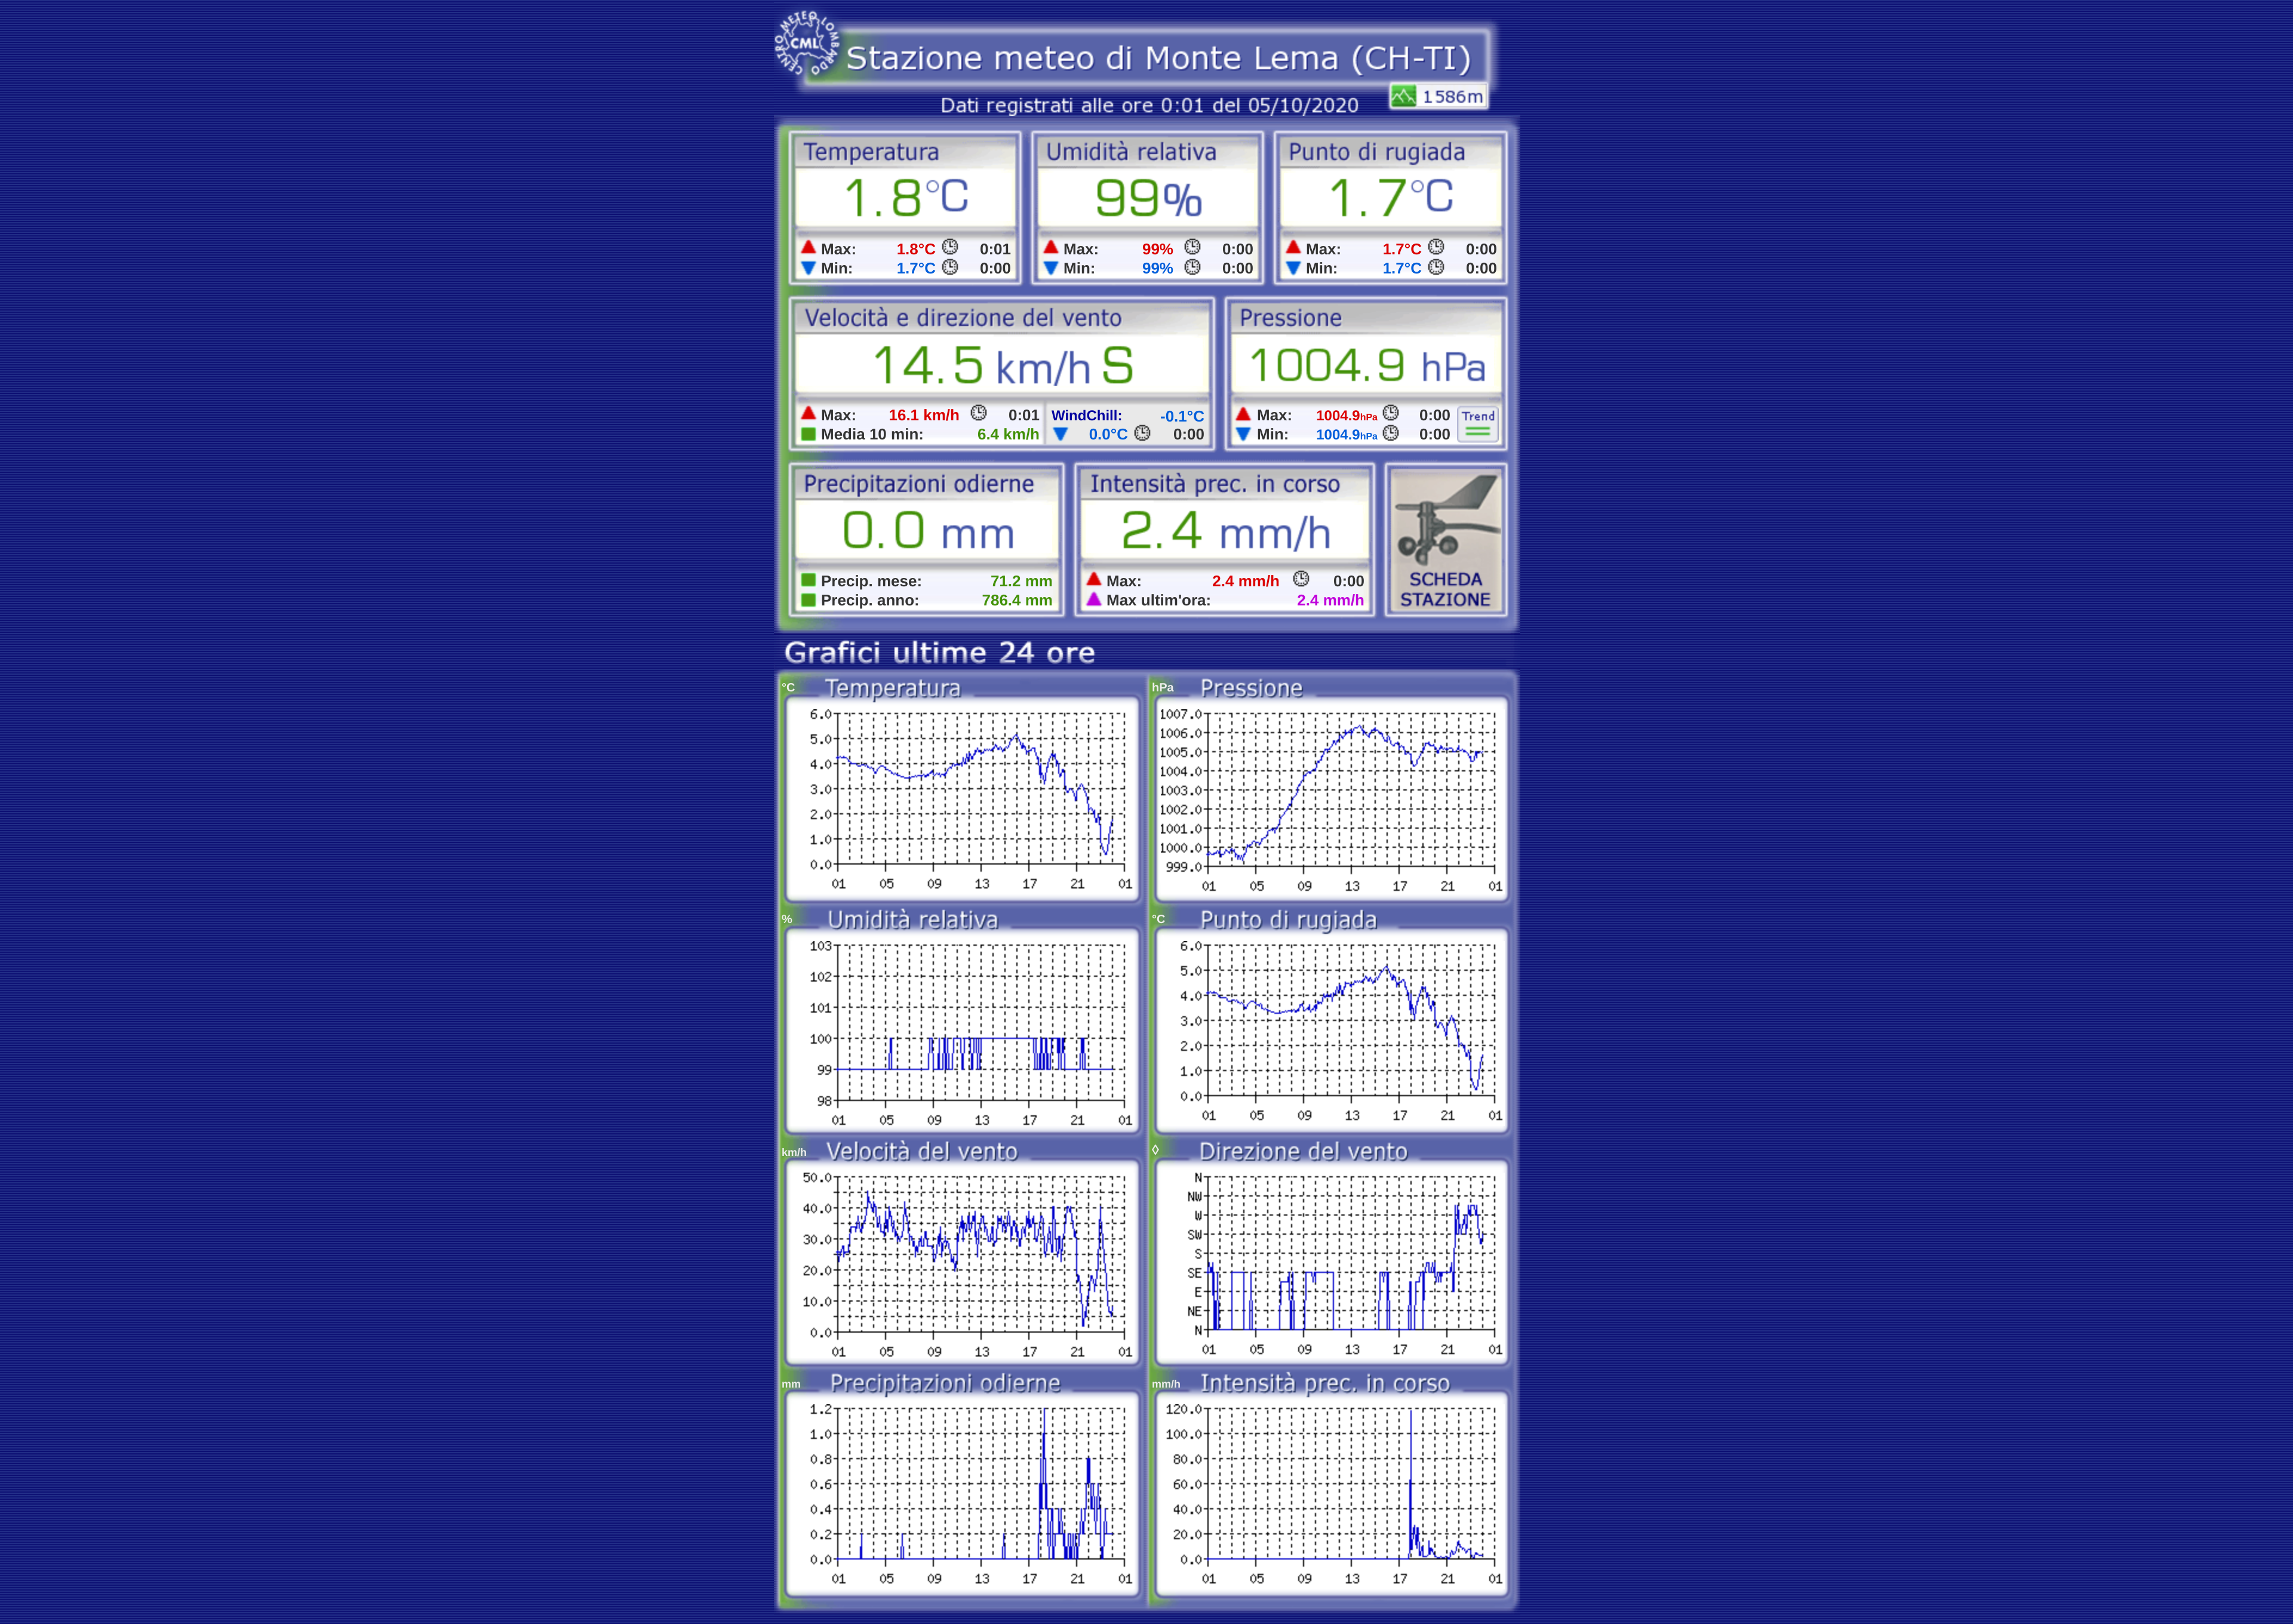 CENTRO METEO LOMBARDO
CML
Stazione meteo di Monte Lema (CH-TI)
1586m
Dati registrati alle ore 0:01 del 05/10/2020
Temperatura
1.8°C
Max: 1.8°C 0:01
Min: 1.7°C 0:00
Umidità relativa
99%
Max: 99% 0:00
Min: 99% 0:00
Punto di rugiada
1.7°C
Max: 1.7°C 0:00
Min: 1.7°C 0:00
Velocità e direzione del vento
14.5 km/h S
Max: 16.1 km/h 0:01
Media 10 min: 6.4 km/h
WindChill: -0.1°C
0.0°C 0:00
Pressione
1004.9 hPa
Max: 1004.9hPa 0:00
Min: 1004.9hPa 0:00
Trend
Precipitazioni odierne
0.0 mm
Precip. mese: 71.2 mm
Precip. anno: 786.4 mm
Intensità prec. in corso
2.4 mm/h
Max: 2.4 mm/h 0:00
Max ultim'ora: 2.4 mm/h
SCHEDA
STAZIONE
Grafici ultime 24 ore
°C Temperatura
6.0
5.0
4.0
3.0
2.0
1.0
0.0
01 05 09 13 17 21 01
hPa Pressione
1007.0
1006.0
1005.0
1004.0
1003.0
1002.0
1001.0
1000.0
999.0
01 05 09 13 17 21 01
% Umidità relativa
103
102
101
100
99
98
01 05 09 13 17 21 01
°C Punto di rugiada
6.0
5.0
4.0
3.0
2.0
1.0
0.0
01 05 09 13 17 21 01
km/h Velocità del vento
50.0
40.0
30.0
20.0
10.0
0.0
01 05 09 13 17 21 01
◊ Direzione del vento
N
NW
W
SW
S
SE
E
NE
N
01 05 09 13 17 21 01
mm Precipitazioni odierne
1.2
1.0
0.8
0.6
0.4
0.2
0.0
01 05 09 13 17 21 01
mm/h Intensità prec. in corso
120.0
100.0
80.0
60.0
40.0
20.0
0.0
01 05 09 13 17 21 01